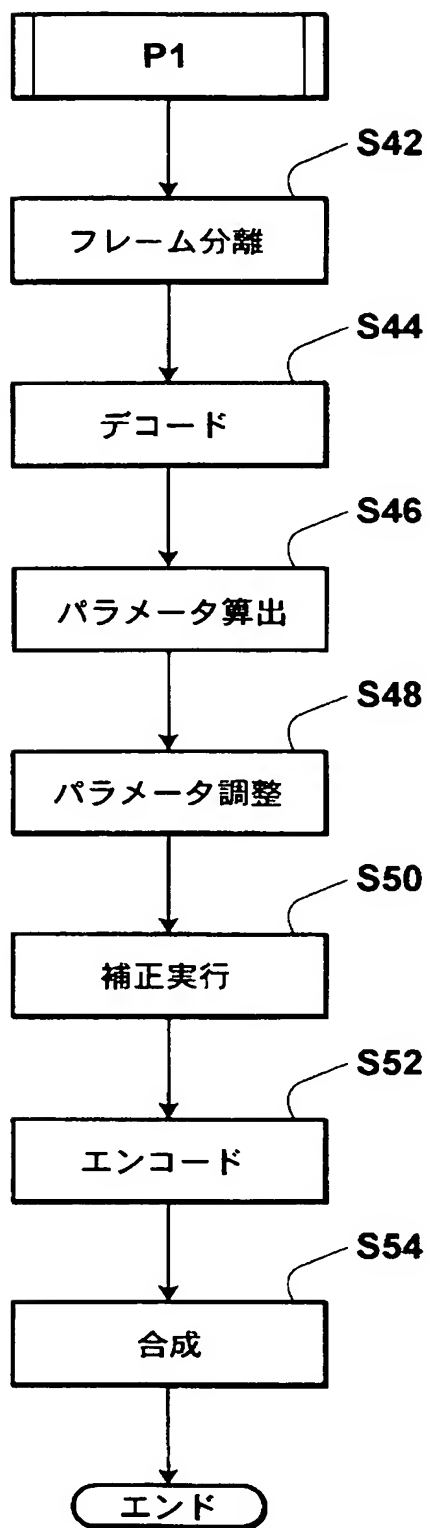 P1
S42
フレーム分離
S44
デコード
S46
パラメータ算出
S48
パラメータ調整
S50
補正実行
S52
エンコード
S54
合成
エンド